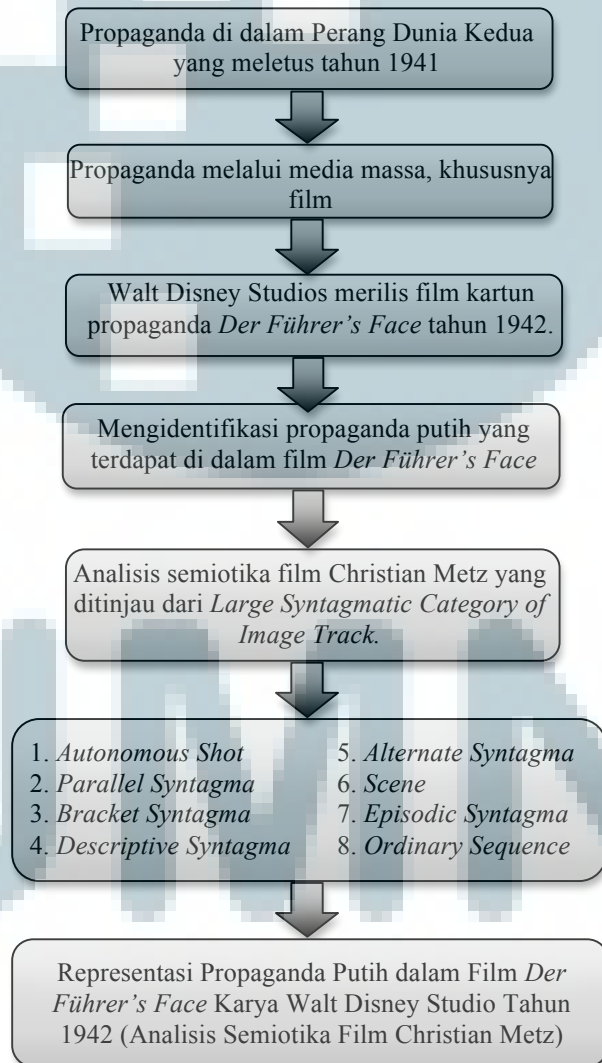 Propaganda di dalam Perang Dunia Kedua
yang meletus tahun 1941
Propaganda melalui media massa, khususnya
film
Walt Disney Studios merilis film kartun
propaganda Der Führer’s Face tahun 1942.
Mengidentifikasi propaganda putih yang
terdapat di dalam film Der Führer’s Face
Analisis semiotika film Christian Metz yang
ditinjau dari Large Syntagmatic Category of
Image Track.
1. Autonomous Shot
2. Parallel Syntagma
3. Bracket Syntagma
4. Descriptive Syntagma
5. Alternate Syntagma
6. Scene
7. Episodic Syntagma
8. Ordinary Sequence
Representasi Propaganda Putih dalam Film Der
Führer’s Face Karya Walt Disney Studio Tahun
1942 (Analisis Semiotika Film Christian Metz)
UMN